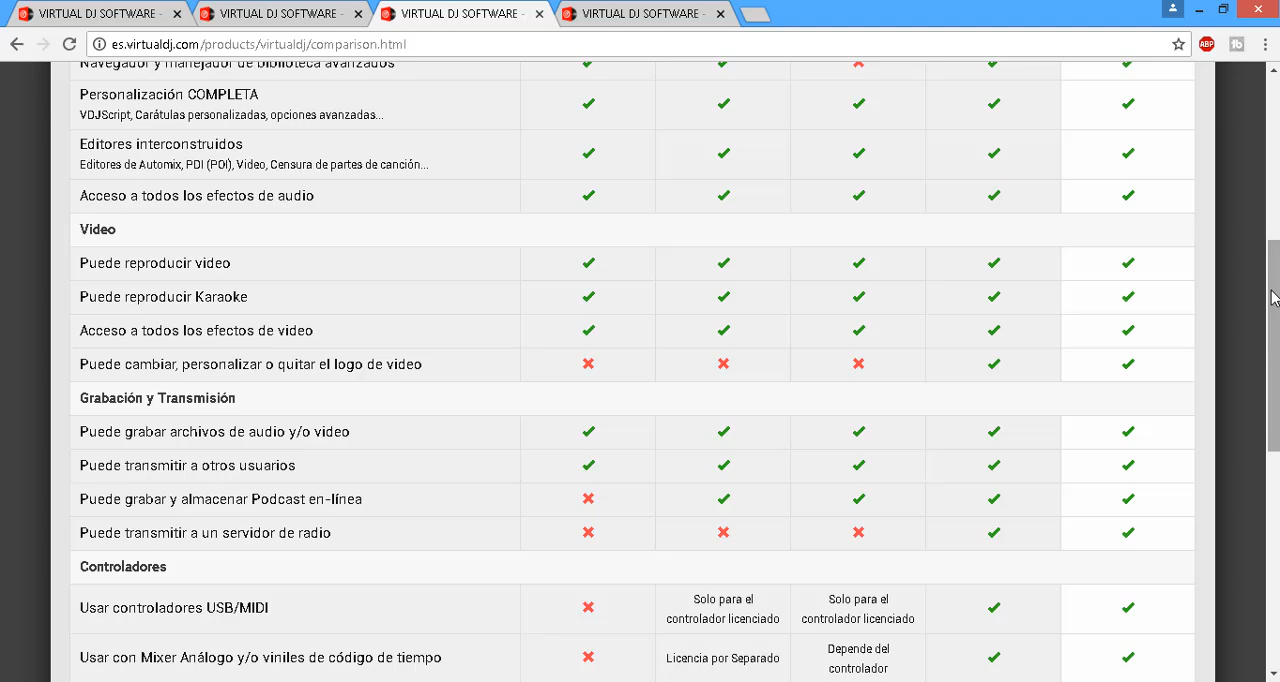 VIRTUAL DJ SOFTWARE -
VIRTUAL DJ SOFTWARE -
VIRTUAL DJ SOFTWARE -
VIRTUAL DJ SOFTWARE -
es.virtualdj.com/products/virtualdj/comparison.html
ABP
Navegador y manejador de biblioteca avanzados
Personalización COMPLETA
VDJScript, Carátulas personalizadas, opciones avanzadas...
Editores interconstruidos
Editores de Automix, PDI (POI), Video, Censura de partes de canción...
Acceso a todos los efectos de audio
Video
Puede reproducir video
Puede reproducir Karaoke
Acceso a todos los efectos de video
Puede cambiar, personalizar o quitar el logo de video
Grabación y Transmisión
Puede grabar archivos de audio y/o video
Puede transmitir a otros usuarios
Puede grabar y almacenar Podcast en-línea
Puede transmitir a un servidor de radio
Controladores
Usar controladores USB/MIDI
Solo para el
controlador licenciado
Solo para el
controlador licenciado
Usar con Mixer Análogo y/o viniles de código de tiempo
Licencia por Separado
Depende del
controlador